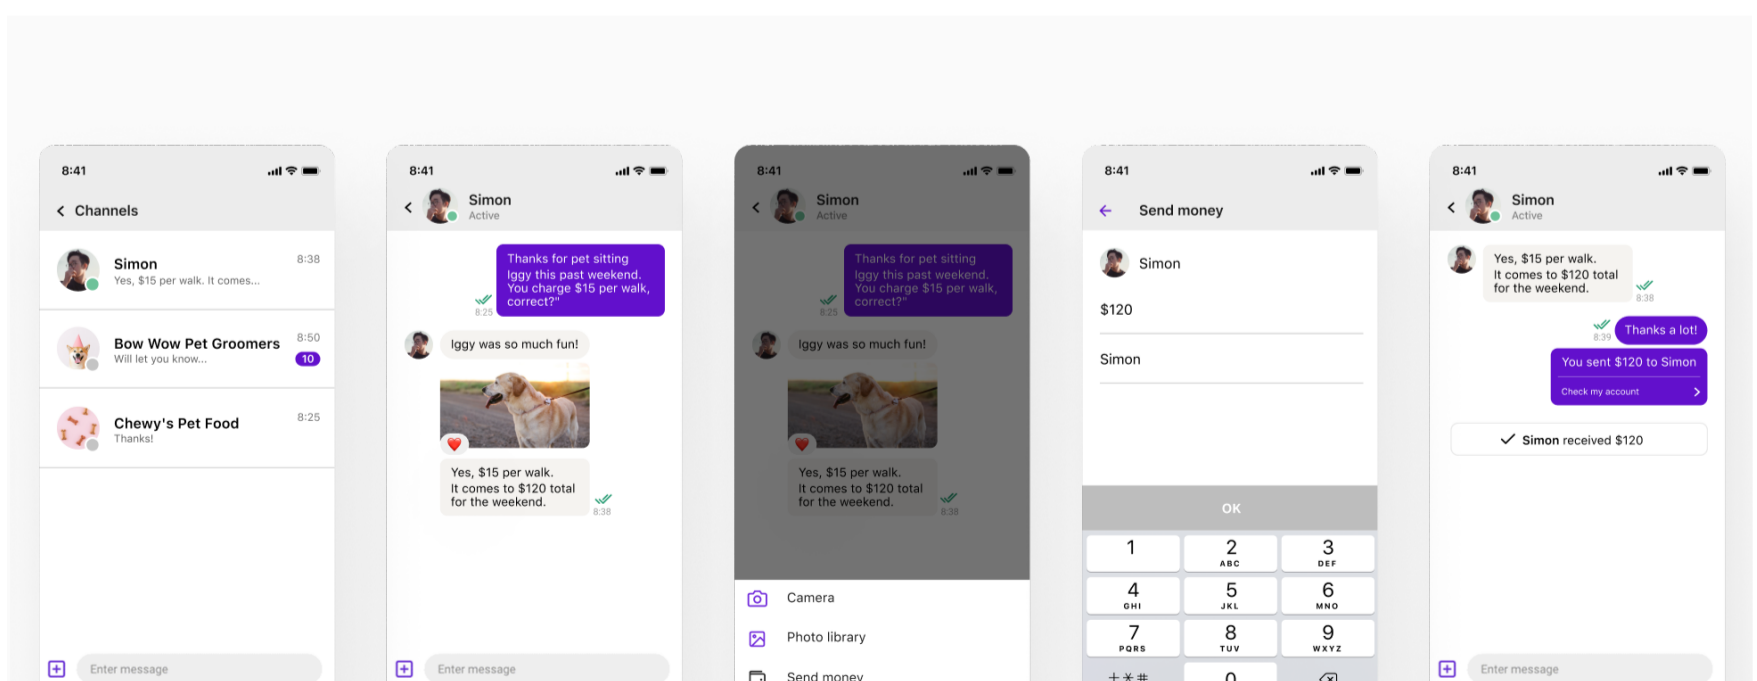 8:41
Channels
Simon
8:38
Yes, $15 per walk. It comes...
Bow Wow Pet Groomers
8:50
Will let you know...
10
Chewy's Pet Food
8:25
Thanks!
Enter message
8:41
Simon
Active
Thanks for pet sitting
Iggy this past weekend.
You charge $15 per walk,
correct?"
8:25
Iggy was so much fun!
Yes, $15 per walk.
It comes to $120 total
for the weekend.
8:38
Enter message
8:41
Simon
Active
Thanks for pet sitting
Iggy this past weekend.
You charge $15 per walk,
correct?"
8:25
Iggy was so much fun!
Yes, $15 per walk.
It comes to $120 total
for the weekend.
8:38
Camera
Photo library
Send money
8:41
Send money
Simon
$120
Simon
OK
1 2 3
ABC DEF
4 5 6
GHI JKL MNO
7 8 9
PQRS TUV WXYZ
+*# 0
8:41
Simon
Active
Yes, $15 per walk.
It comes to $120 total
for the weekend.
8:38
Thanks a lot!
8:39
You sent $120 to Simon
Check my account
Simon received $120
Enter message